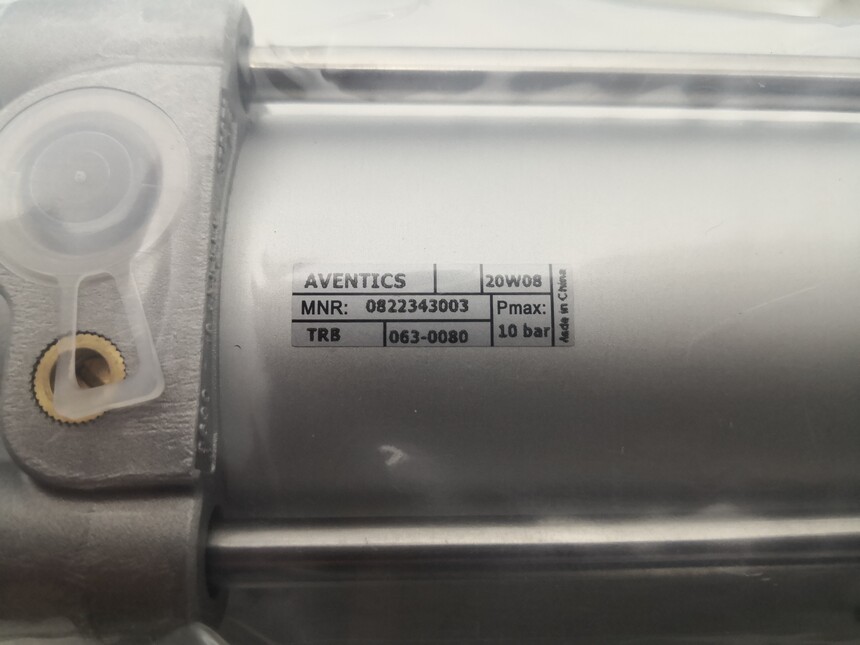 AVENTICS 20W08
MNR: 0822343003 Pmax:
TRB 063-0080 10 bar
Made in China